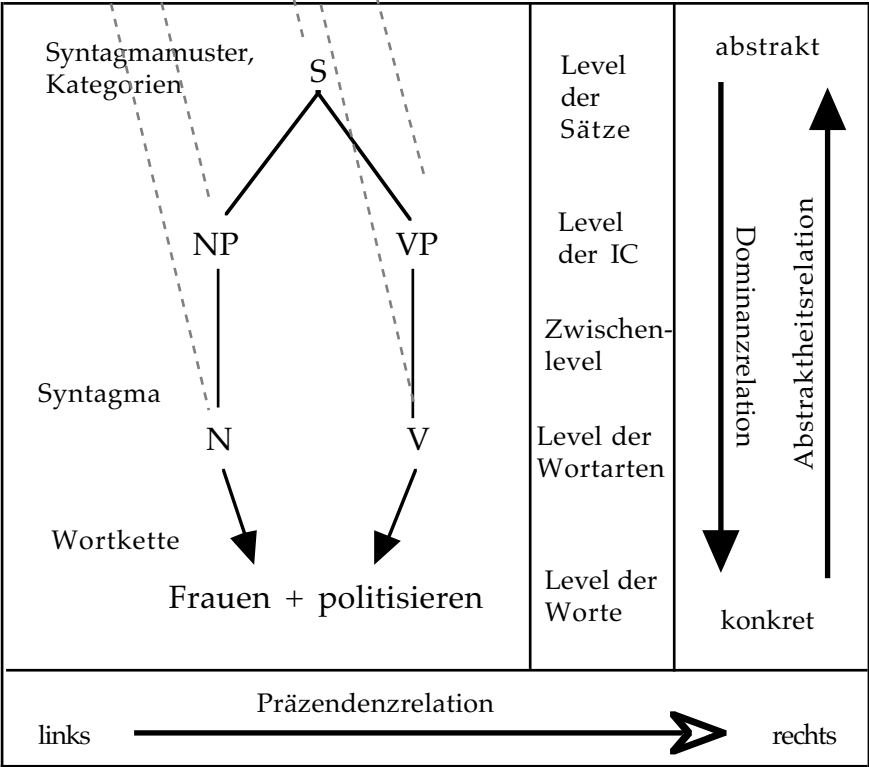 Syntagmamuster,
Kategorien
S
NP VP
Syntagma
N V
Wortkette
Frauen + politisieren
Level
der
Sätze
Level
der IC
Zwischen-
level
Level der
Wortarten
Level der
Worte
abstrakt
Dominanzrelation
Abstraktheitsrelation
konkret
Präzendenzrelation
links rechts